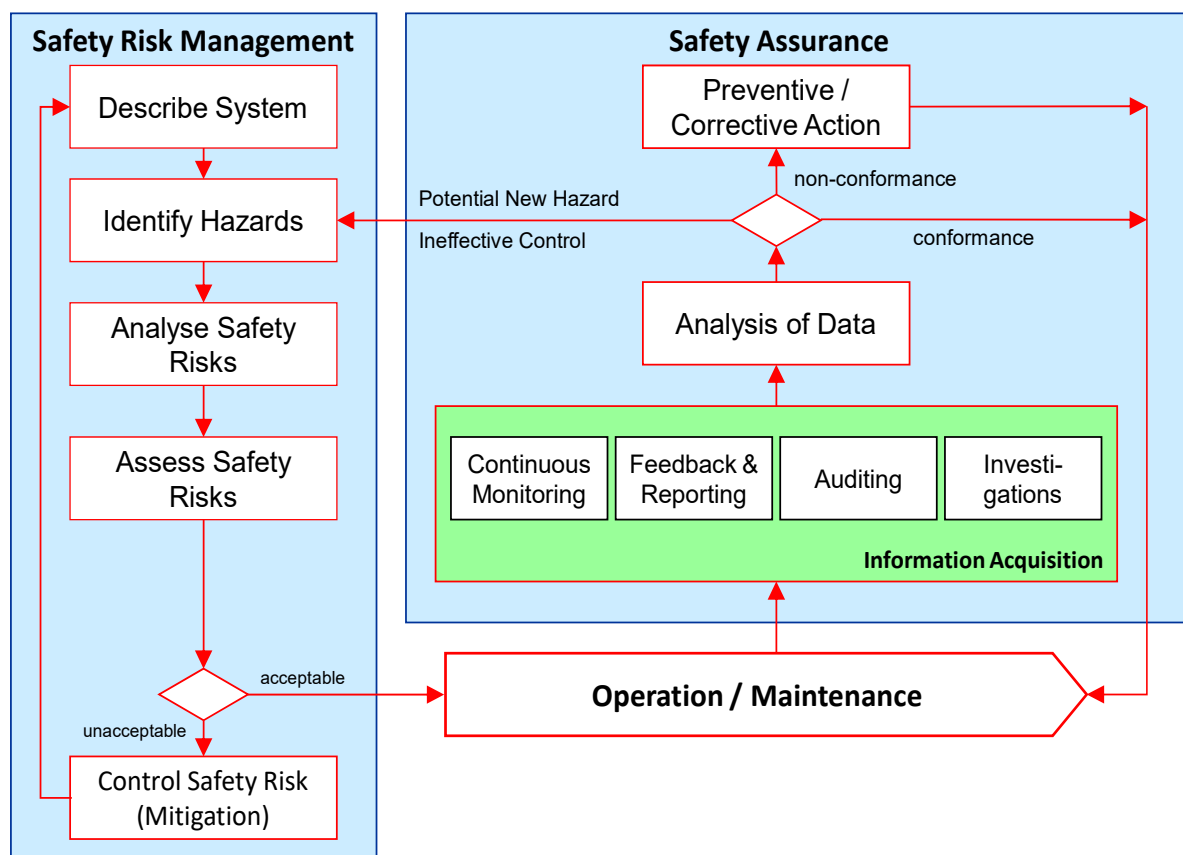 Safety Risk Management
Describe System
Identify Hazards
Analyse Safety
Risks
Assess Safety
Risks
acceptable
unacceptable
Control Safety Risk
(Mitigation)
Safety Assurance
Preventive /
Corrective Action
non-conformance
Potential New Hazard
Ineffective Control
conformance
Analysis of Data
Continuous
Monitoring
Feedback &
Reporting
Auditing
Investi-
gations
Information Acquisition
Operation / Maintenance